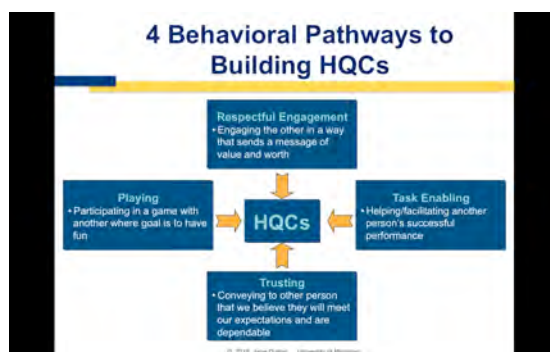 4 Behavioral Pathways to
Building HQCs
Respectful Engagement
• Engaging the other in a way
that sends a message of
value and worth
Playing
• Participating in a game with
another where goal is to have
fun
HQCs
Task Enabling
• Helping/facilitating another
person's successful
performance
Trusting
• Conveying to other person
that we believe they will meet
our expectations and are
dependable